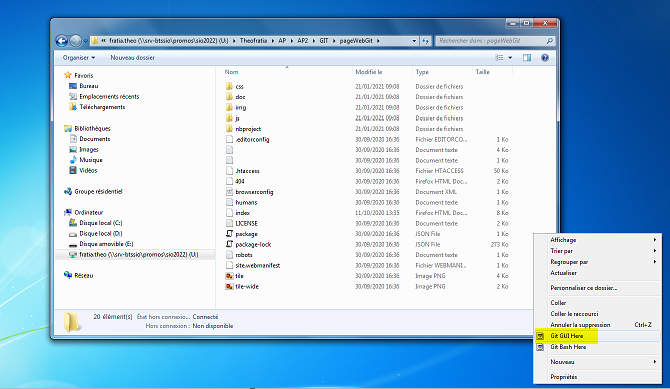 « fratia.theo (\\srv-btssio\promos\sio2022) (U:) ▸ Theofratia ▸ AP ▸ AP2 ▸ GIT ▸ pageWebGit ▸ Rechercher dans : pageWebGit
Organiser Nouveau dossier
Favoris
Bureau
Emplacements récents
Téléchargements
Bibliothèques
Documents
Images
Musique
Vidéos
Groupe résidentiel
Ordinateur
Disque local (C:)
Disque local (D:)
Disque amovible (E:)
fratia.theo (\\srv-btssio\promos\sio2022) (U:)
Réseau
Nom Modifié le Type Taille
css 21/01/2021 09:08 Dossier de fichiers
doc 21/01/2021 09:08 Dossier de fichiers
img 21/01/2021 09:08 Dossier de fichiers
js 21/01/2021 09:08 Dossier de fichiers
nbproject 21/01/2021 09:08 Dossier de fichiers
.editorconfig 30/09/2020 16:36 Fichier EDITORCO... 1 Ko
30/09/2020 16:36 Document texte 4 Ko
30/09/2020 16:36 Document texte 1 Ko
.htaccess 30/09/2020 16:36 Fichier HTACCESS 50 Ko
404 30/09/2020 16:36 Firefox HTML Doc... 2 Ko
browserconfig 30/09/2020 16:36 Document XML 1 Ko
humans 30/09/2020 16:36 Document texte 1 Ko
index 11/10/2020 13:35 Firefox HTML Doc... 8 Ko
LICENSE 30/09/2020 16:36 Document texte 2 Ko
package 30/09/2020 16:36 JSON File 1 Ko
package-lock 30/09/2020 16:36 JSON File 273 Ko
robots 30/09/2020 16:36 Document texte 1 Ko
site.webmanifest 30/09/2020 16:36 Fichier WEBMANI... 1 Ko
tile 30/09/2020 16:36 Image PNG 4 Ko
tile-wide 30/09/2020 16:36 Image PNG 2 Ko
20 élément(s) État hors connexio... Connecté
Hors connexion : Non disponible
Affichage
Trier par
Regrouper par
Actualiser
Personnaliser ce dossier...
Coller
Coller le raccourci
Annuler la suppression Ctrl+Z
Git GUI Here
Git Bash Here
Nouveau
Propriétés